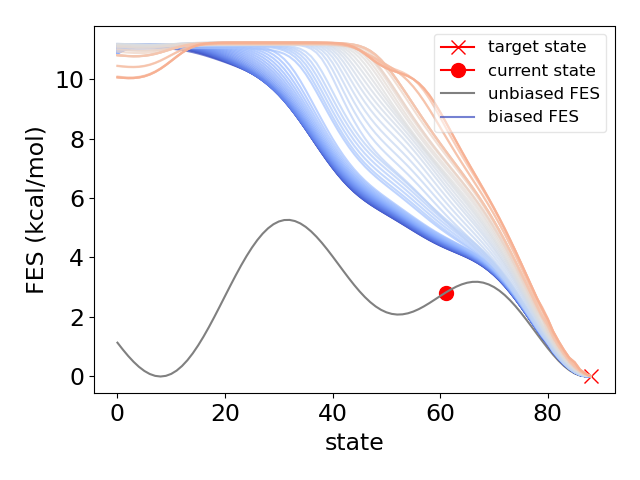 target state
current state
unbiased FES
biased FES
FES (kcal/mol)
10
8
6
4
2
0
0 20 40 60 80
state